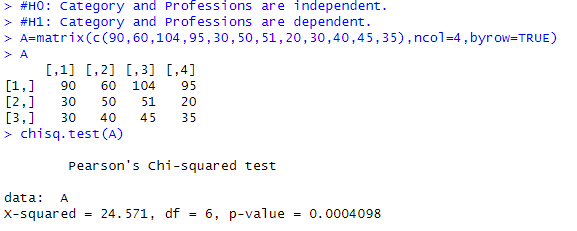 > #H0: Category and Professions are independent.
> #H1: Category and Professions are dependent.
> A=matrix(c(90,60,104,95,30,50,51,20,30,40,45,35),ncol=4,byrow=TRUE)
> A
     [,1] [,2] [,3] [,4]
[1,]   90   60  104   95
[2,]   30   50   51   20
[3,]   30   40   45   35
> chisq.test(A)
        Pearson's Chi-squared test
data:  A
X-squared = 24.571, df = 6, p-value = 0.0004098